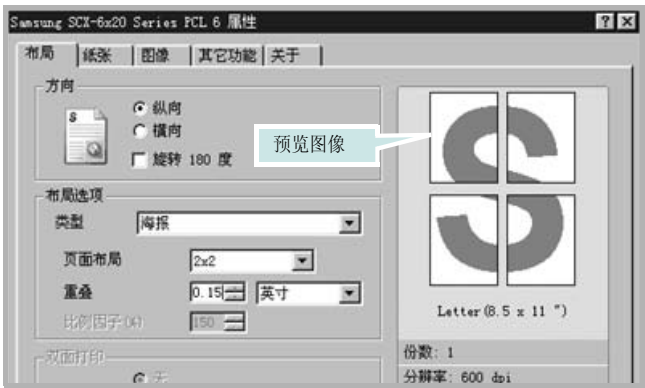 Samsung SCX-6x20 Series PCL 6 属性
布局 纸张 图像 其它功能 关于
方向
S
纵向
横向
旋转 180 度
预览图像
S
布局选项
类型 海报
页面布局 2x2
重叠 0.15 英寸
比例因子(A) 150
Letter(8.5 x 11 ")
双面打印
无
份数: 1
分辨率: 600 dpi